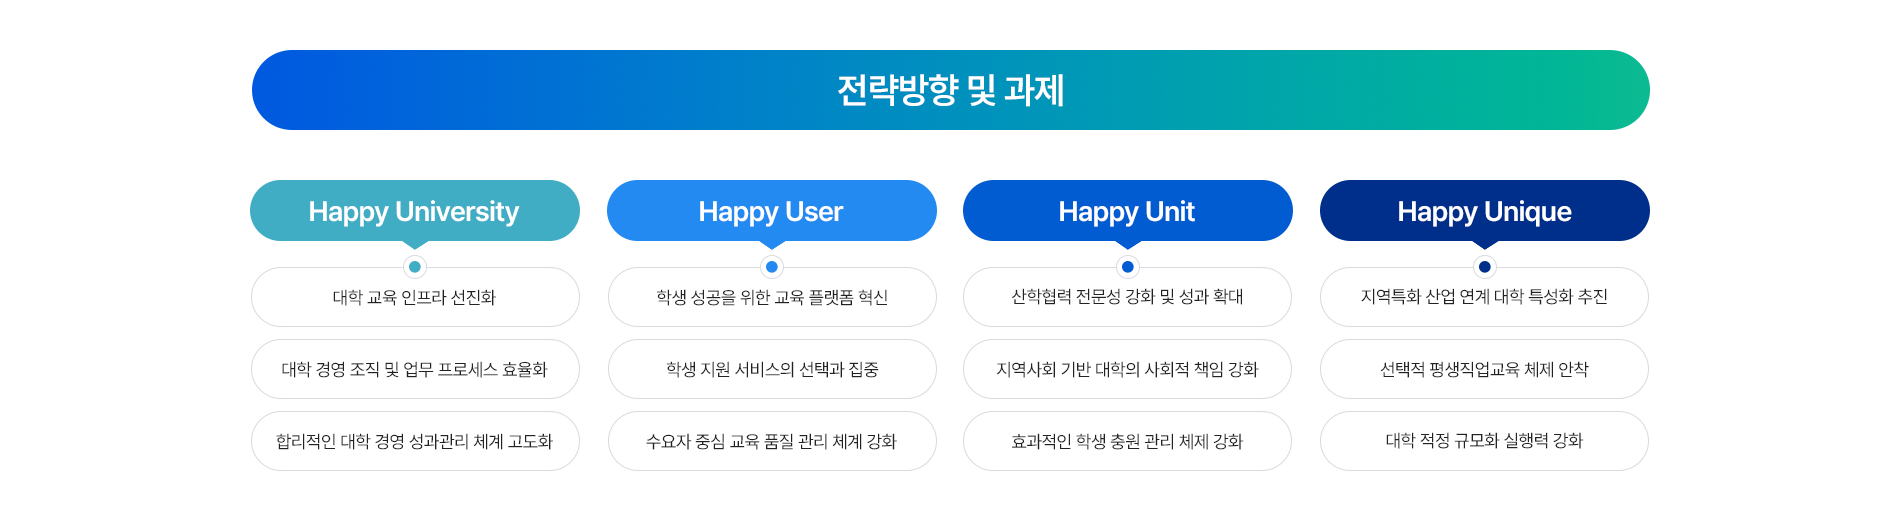 전략방향 및 과제
Happy University
대학 교육 인프라 선진화
대학 경영 조직 및 업무 프로세스 효율화
합리적인 대학 경영 성과관리 체계 고도화
Happy User
학생 성공을 위한 교육 플랫폼 혁신
학생 지원 서비스의 선택과 집중
수요자 중심 교육 품질 관리 체계 강화
Happy Unit
산학협력 전문성 강화 및 성과 확대
지역사회 기반 대학의 사회적 책임 강화
효과적인 학생 충원 관리 체제 강화
Happy Unique
지역특화 산업 연계 대학 특성화 추진
선택적 평생직업교육 체제 안착
대학 적정 규모화 실행력 강화